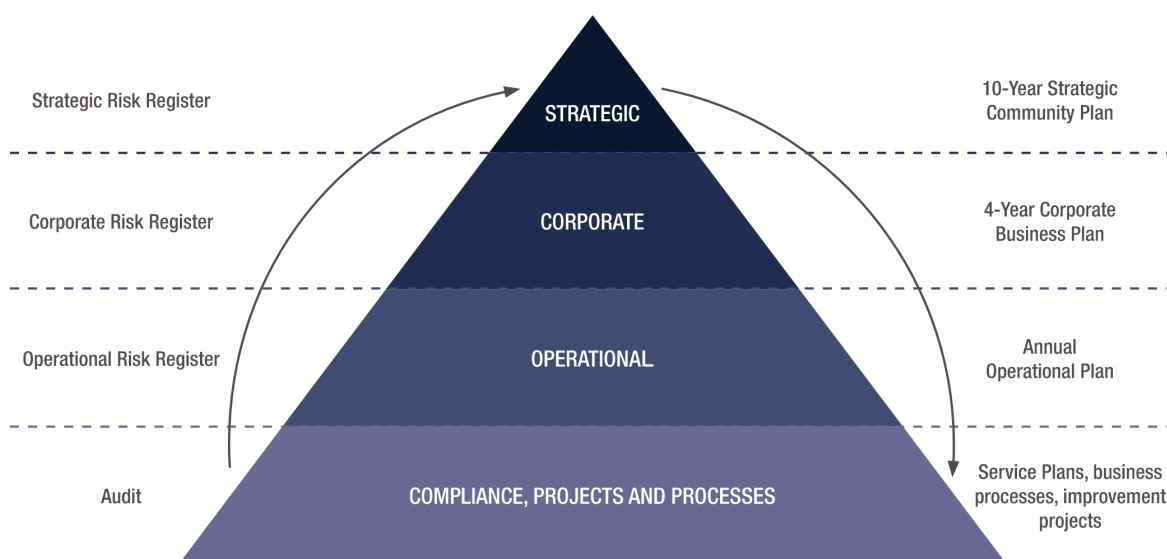 Strategic Risk Register
STRATEGIC
10-Year Strategic
Community Plan
Corporate Risk Register
CORPORATE
4-Year Corporate
Business Plan
Operational Risk Register
OPERATIONAL
Annual
Operational Plan
Audit
COMPLIANCE, PROJECTS AND PROCESSES
Service Plans, business
processes, improvement
projects